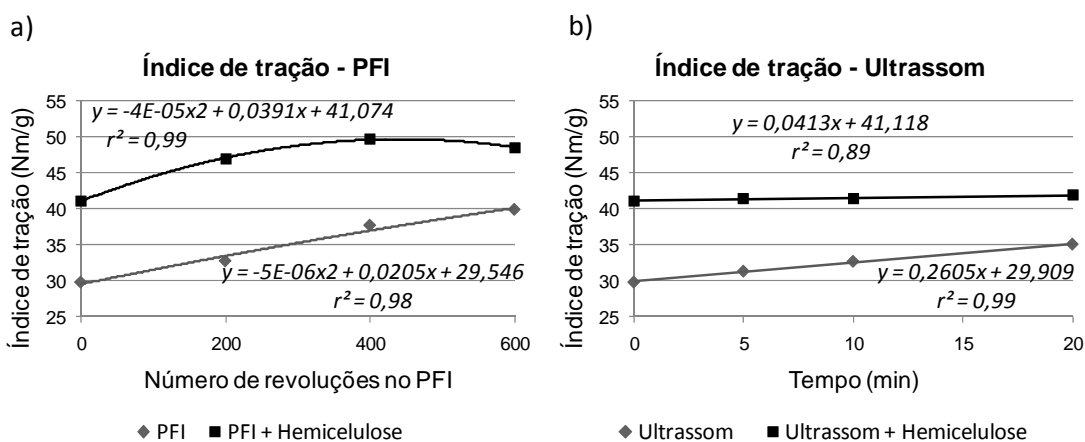 a)
Índice de tração - PFI
Índice de tração (Nm/g)
55
50
45
40
35
30
25
y = -4E-05x2 + 0,0391x + 41,074
r² = 0,99
y = -5E-06x2 + 0,0205x + 29,546
r² = 0,98
0 200 400 600
Número de revoluções no PFI
PFI PFI + Hemicelulose
b)
Índice de tração - Ultrassom
Índice de tração (Nm/g)
55
50
45
40
35
30
25
y = 0,0413x + 41,118
r² = 0,89
y = 0,2605x + 29,909
r² = 0,99
0 5 10 15 20
Tempo (min)
Ultrassom Ultrassom + Hemicelulose